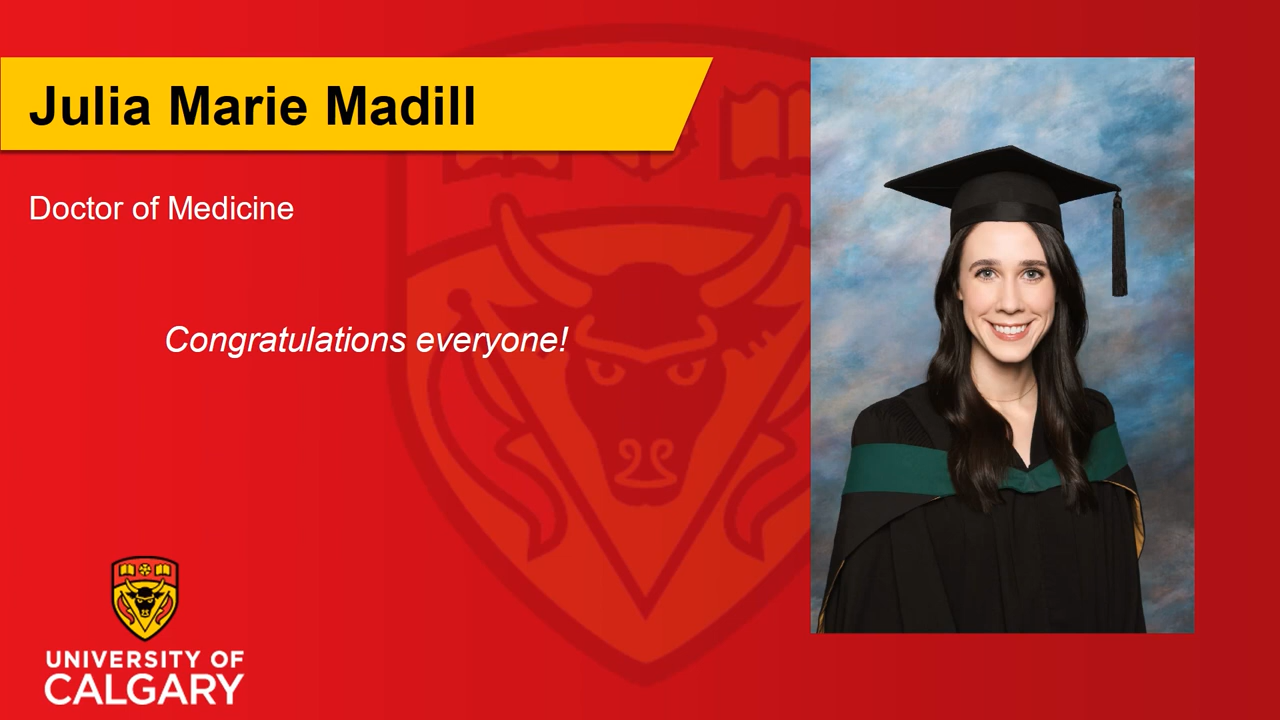 Julia Marie Madill
Doctor of Medicine
Congratulations everyone!
UNIVERSITY OF
CALGARY